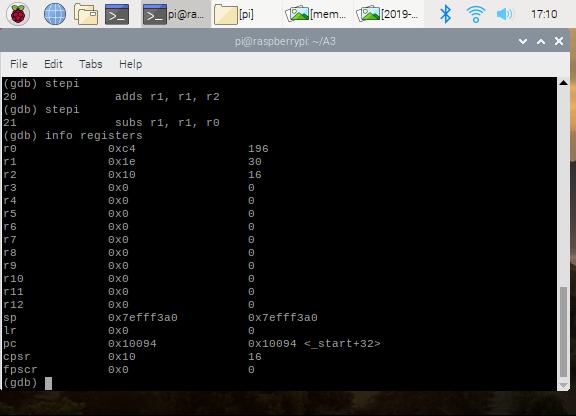 pi@ra...
[pi]
[mem...
[2019-...
17:10
pi@raspberrypi: ~/A3
File Edit Tabs Help
(gdb) stepi
20 adds r1, r1, r2
(gdb) stepi
21 subs r1, r1, r0
(gdb) info registers
r0 0xc4 196
r1 0x1e 30
r2 0x10 16
r3 0x0 0
r4 0x0 0
r5 0x0 0
r6 0x0 0
r7 0x0 0
r8 0x0 0
r9 0x0 0
r10 0x0 0
r11 0x0 0
r12 0x0 0
sp 0x7efff3a0 0x7efff3a0
lr 0x0 0
pc 0x10094 0x10094 <_start+32>
cpsr 0x10 16
fpscr 0x0 0
(gdb)